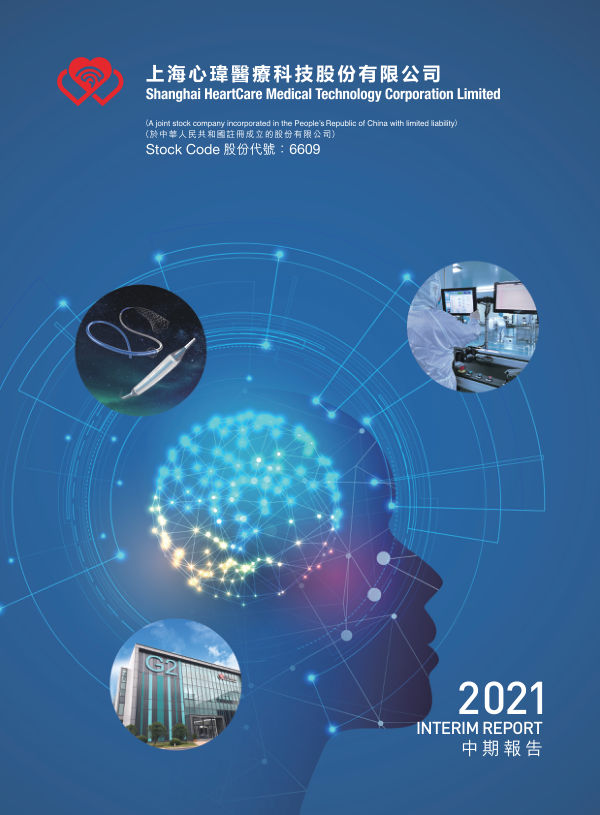 上海心瑋醫療科技股份有限公司
Shanghai HeartCare Medical Technology Corporation Limited
(A joint stock company incorporated in the People's Republic of China with limited liability)
(於中華人民共和國註冊成立的股份有限公司)
Stock Code 股份代號：6609
G2
2021
INTERIM REPORT
中期報告